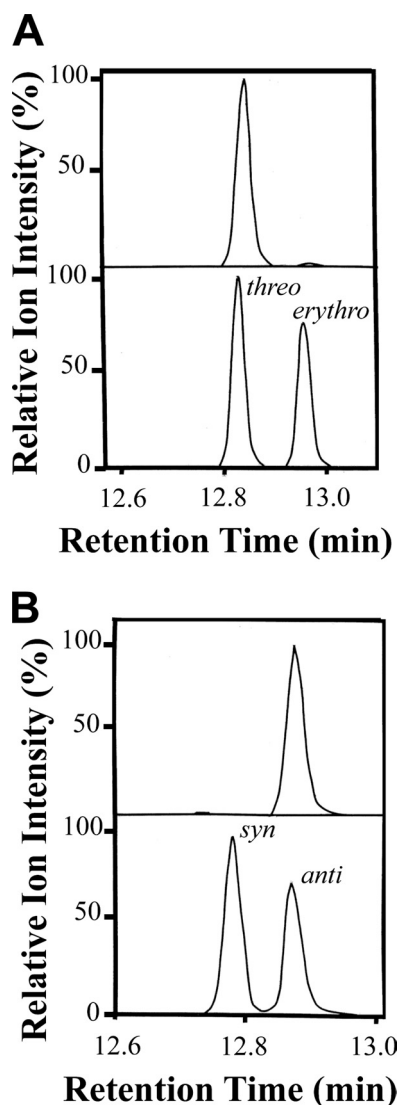 A
Relative Ion Intensity (%)
100
50
100
threo
erythro
50
0
12.6 12.8 13.0
Retention Time (min)
B
Relative Ion Intensity (%)
100
50
100
syn
anti
50
0
12.6 12.8 13.0
Retention Time (min)